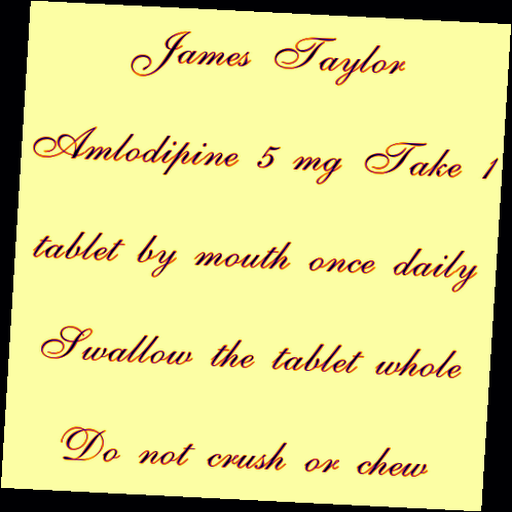 James Taylor
Amlodipine 5 mg Take 1
tablet by mouth once daily
Swallow the tablet whole
Do not crush or chew